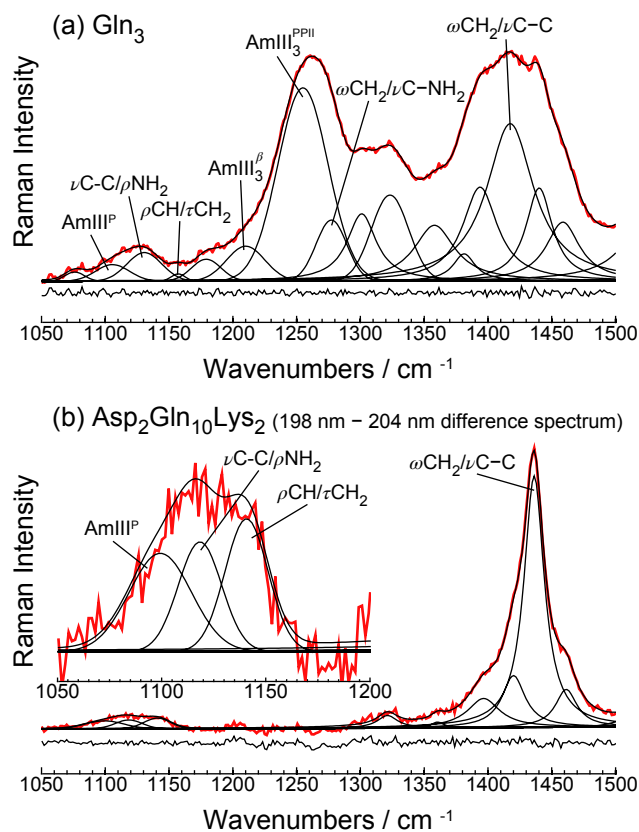 (a) Gln₃
ωCH₂/νC−C
AmIII₃ᴾᴾᴵᴵ
ωCH₂/νC−NH₂
AmIII₃ᵝ
νC-C/ρNH₂
ρCH/τCH₂
AmIIIᴾ
Raman Intensity
1050 1100 1150 1200 1250 1300 1350 1400 1450 1500
Wavenumbers / cm ⁻¹
(b) Asp₂Gln₁₀Lys₂ (198 nm − 204 nm difference spectrum)
νC-C/ρNH₂
ωCH₂/νC−C
ρCH/τCH₂
AmIIIᴾ
Raman Intensity
1050 1100 1150 1200
1050 1100 1150 1200 1250 1300 1350 1400 1450 1500
Wavenumbers / cm ⁻¹